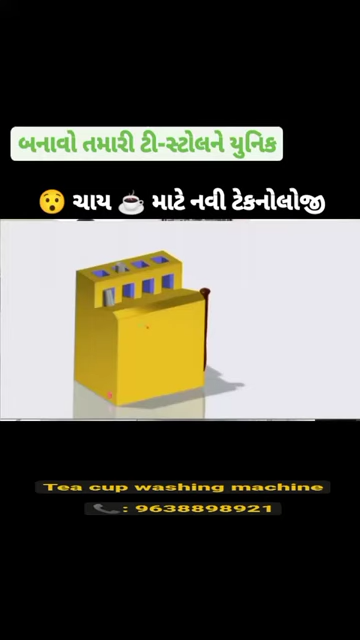 બનાવો તમારી ટી-સ્ટોલને યુનિક
😯 ચાય ☕ માટે નવી ટેકનોલોજી
Tea cup washing machine
📞: 9638898921